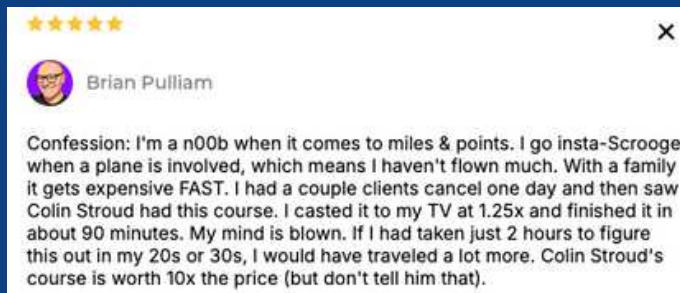 Brian Pulliam
Confession: I'm a n00b when it comes to miles & points. I go insta-Scrooge
when a plane is involved, which means I haven't flown much. With a family
it gets expensive FAST. I had a couple clients cancel one day and then saw
Colin Stroud had this course. I casted it to my TV at 1.25x and finished it in
about 90 minutes. My mind is blown. If I had taken just 2 hours to figure
this out in my 20s or 30s, I would have traveled a lot more. Colin Stroud's
course is worth 10x the price (but don't tell him that).